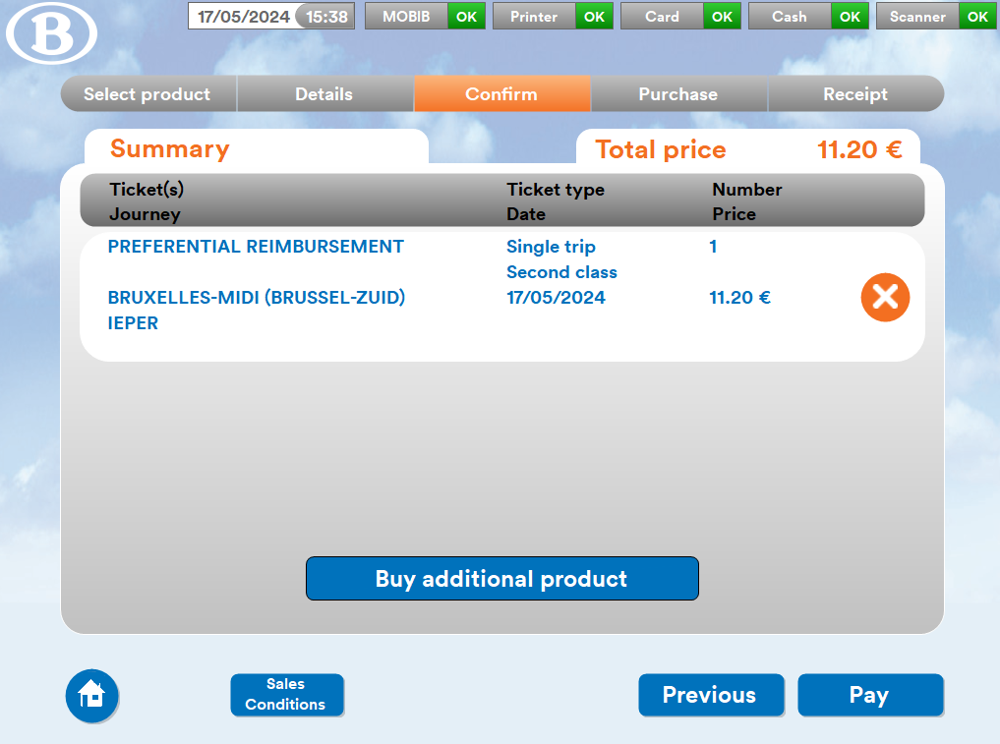 B
17/05/2024 15:38 MOBIB OK Printer OK Card OK Cash OK Scanner OK
Select product Details Confirm Purchase Receipt
Summary Total price 11.20 €
Ticket(s) Ticket type Number
Journey Date Price
PREFERENTIAL REIMBURSEMENT Single trip 1
Second class
BRUXELLES-MIDI (BRUSSEL-ZUID) 17/05/2024 11.20 €
IEPER
Buy additional product
Sales
Conditions
Previous Pay